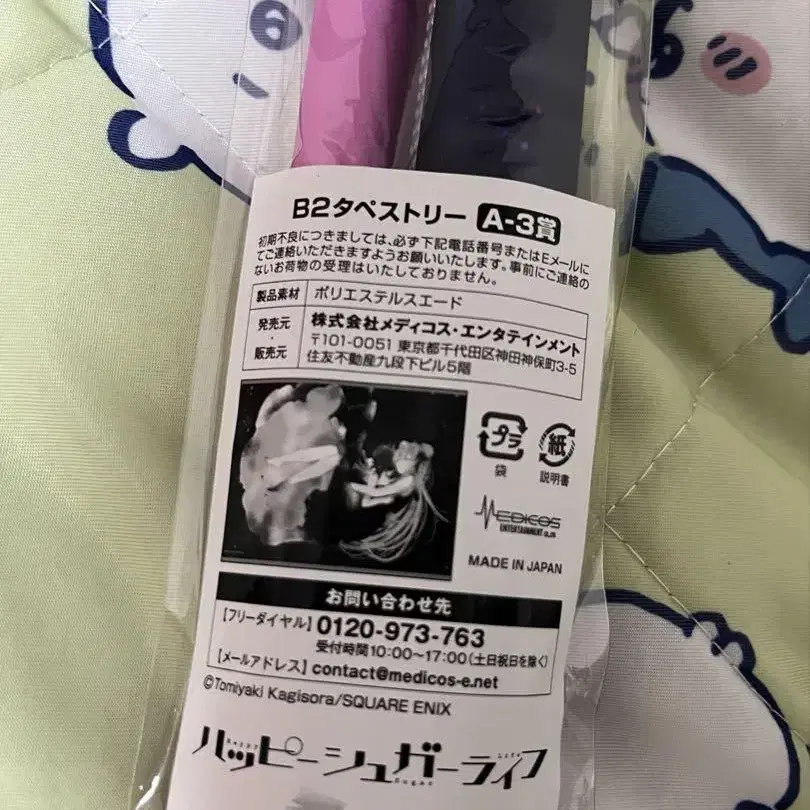 B2タペストリー A-3賞
初期不良につきましては、必ず下記電話番号またはEメールに
てご連絡いただきますようお願いいたします。事前にご連絡の
ないお荷物の受理はいたしておりません。
製品素材 ポリエステルスエード
発売元・販売元 株式会社メディコス・エンタテインメント
〒101-0051 東京都千代田区神田神保町3-5
住友不動産九段下ビル5階
プラ 紙
袋 説明書
MEDICOS
ENTERTAINMENT CO.,LTD.
MADE IN JAPAN
お問い合わせ先
【フリーダイヤル】0120-973-763
受付時間10:00〜17:00(土日祝日を除く)
【メールアドレス】contact@medicos-e.net
©Tomiyaki Kagisora/SQUARE ENIX
ハッピーシュガーライフ
Happy Sugar Life